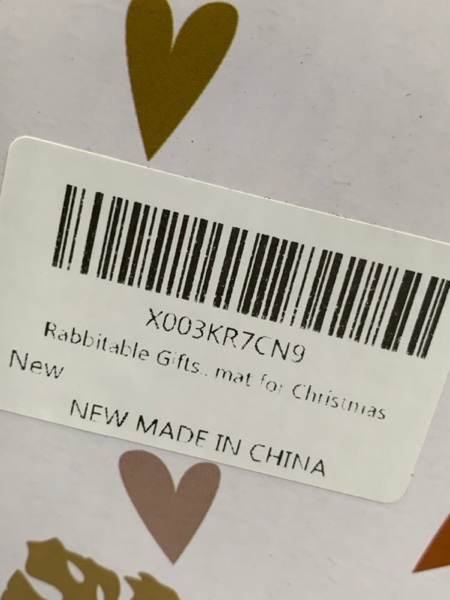 X003KR7CN9
Rabbitable Gifts.. mat for Christmas
New
NEW MADE IN CHINA